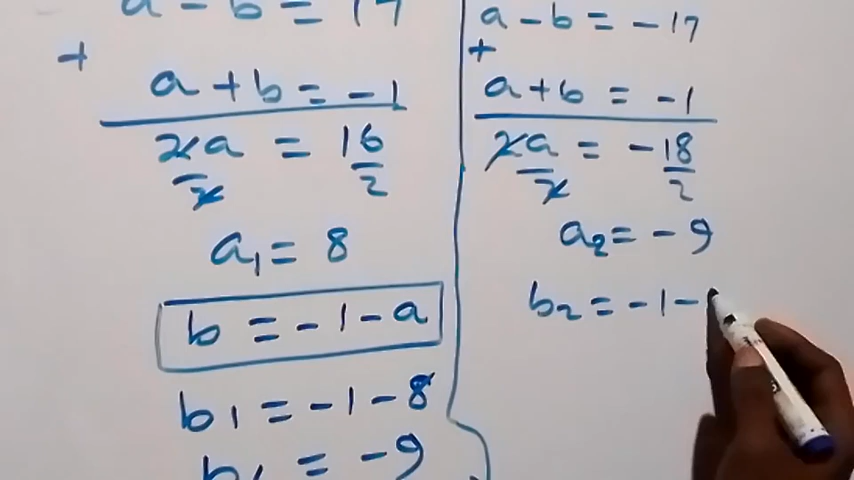 a - b = 17
+
a + b = -1
2a/2 = 16/2
a₁ = 8
b = -1 - a
b₁ = -1 - 8
b₁ = -9
a - b = -17
+
a + b = -1
2a/2 = -18/2
a₂ = -9
b₂ = -1 -